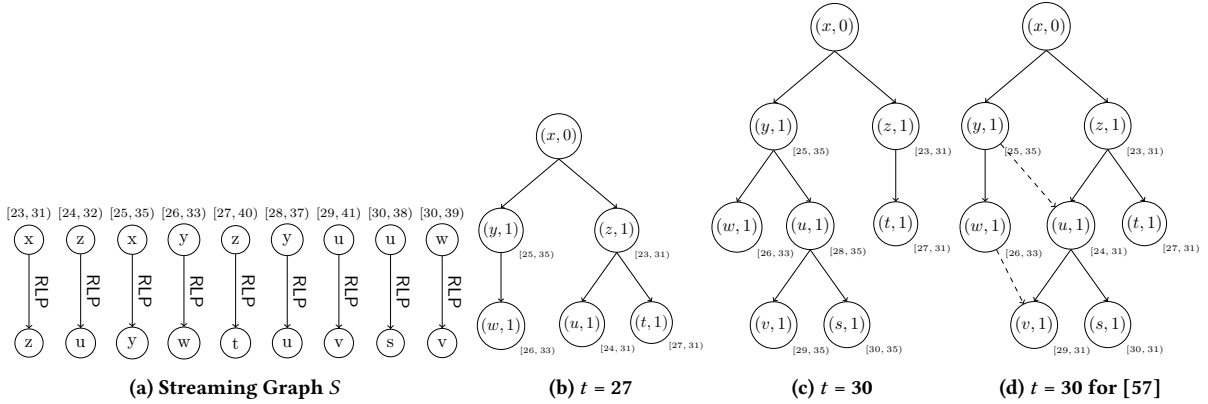 [23, 31) [24, 32) [25, 35) [26, 33) [27, 40) [28, 37) [29, 41) [30, 38) [30, 39)
x z x y z y u u w
RLP RLP RLP RLP RLP RLP RLP RLP RLP
z u y w t u v s v
(a) Streaming Graph S
(x, 0)
(y, 1) [25, 35) (z, 1) [23, 31)
(w, 1) [26, 33) (u, 1) [24, 31) (t, 1) [27, 31)
(b) t = 27
(x, 0)
(y, 1) [25, 35) (z, 1) [23, 31)
(w, 1) [26, 33) (u, 1) [28, 35) (t, 1) [27, 31)
(v, 1) [29, 35) (s, 1) [30, 35)
(c) t = 30
(x, 0)
(y, 1) [25, 35) (z, 1) [23, 31)
(w, 1) [26, 33) (u, 1) [24, 31) (t, 1) [27, 31)
(v, 1) [29, 31) (s, 1) [30, 31)
(d) t = 30 for [57]